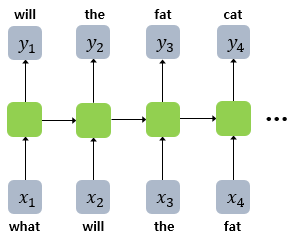 will the fat cat
y₁ y₂ y₃ y₄
...
x₁ x₂ x₃ x₄
what will the fat